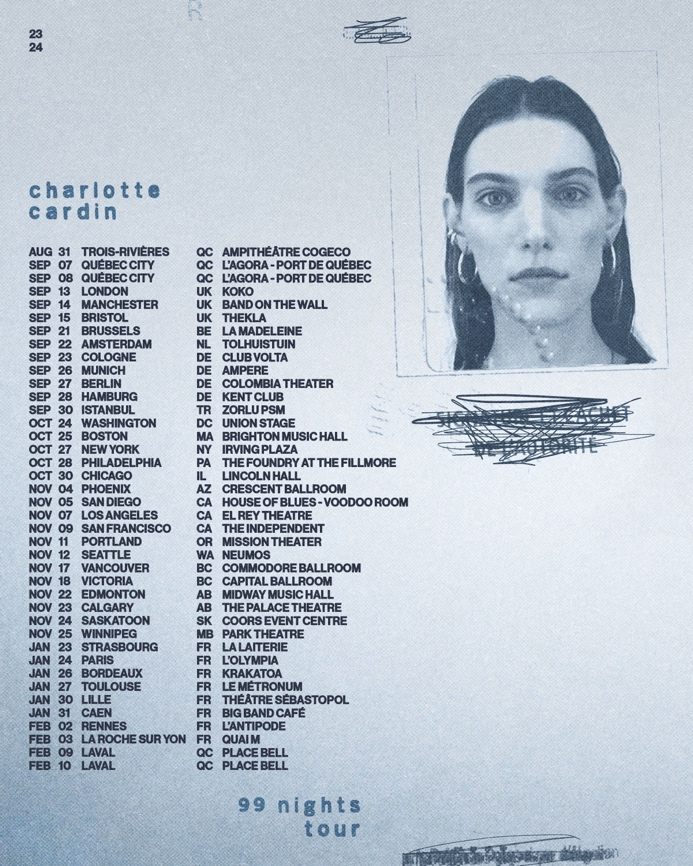 23
24
charlotte
cardin
AUG 31 TROIS-RIVIÈRES QC AMPITHÉÂTRE COGECO
SEP 07 QUÉBEC CITY QC L'AGORA - PORT DE QUÉBEC
SEP 08 QUÉBEC CITY QC L'AGORA - PORT DE QUÉBEC
SEP 13 LONDON UK KOKO
SEP 14 MANCHESTER UK BAND ON THE WALL
SEP 15 BRISTOL UK THEKLA
SEP 21 BRUSSELS BE LA MADELEINE
SEP 22 AMSTERDAM NL TOLHUISTUIN
SEP 23 COLOGNE DE CLUB VOLTA
SEP 26 MUNICH DE AMPERE
SEP 27 BERLIN DE COLOMBIA THEATER
SEP 28 HAMBURG DE KENT CLUB
SEP 30 ISTANBUL TR ZORLU PSM
OCT 24 WASHINGTON DC UNION STAGE
OCT 25 BOSTON MA BRIGHTON MUSIC HALL
OCT 27 NEW YORK NY IRVING PLAZA
OCT 28 PHILADELPHIA PA THE FOUNDRY AT THE FILLMORE
OCT 30 CHICAGO IL LINCOLN HALL
NOV 04 PHOENIX AZ CRESCENT BALLROOM
NOV 05 SAN DIEGO CA HOUSE OF BLUES - VOODOO ROOM
NOV 07 LOS ANGELES CA EL REY THEATRE
NOV 09 SAN FRANCISCO CA THE INDEPENDENT
NOV 11 PORTLAND OR MISSION THEATER
NOV 12 SEATTLE WA NEUMOS
NOV 17 VANCOUVER BC COMMODORE BALLROOM
NOV 18 VICTORIA BC CAPITAL BALLROOM
NOV 22 EDMONTON AB MIDWAY MUSIC HALL
NOV 23 CALGARY AB THE PALACE THEATRE
NOV 24 SASKATOON SK COORS EVENT CENTRE
NOV 25 WINNIPEG MB PARK THEATRE
JAN 23 STRASBOURG FR LA LAITERIE
JAN 24 PARIS FR L'OLYMPIA
JAN 26 BORDEAUX FR KRAKATOA
JAN 27 TOULOUSE FR LE MÉTRONUM
JAN 30 LILLE FR THÉÂTRE SÉBASTOPOL
JAN 31 CAEN FR BIG BAND CAFÉ
FEB 02 RENNES FR L'ANTIPODE
FEB 03 LA ROCHE SUR YON FR QUAI M
FEB 09 LAVAL QC PLACE BELL
FEB 10 LAVAL QC PLACE BELL
99 nights
tour